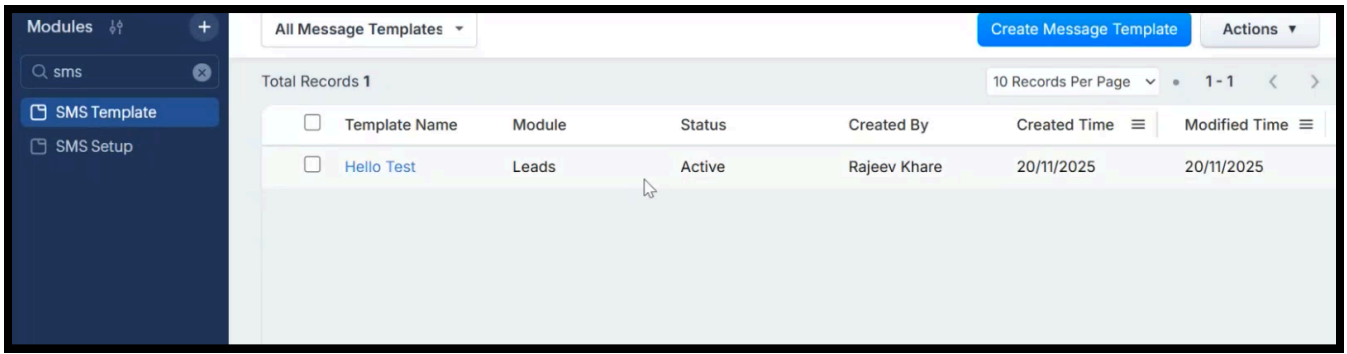 Modules
sms
SMS Template
SMS Setup
All Message Templates
Create Message Template
Actions
Total Records 1
10 Records Per Page
1 - 1
Template Name Module Status Created By Created Time Modified Time
Hello Test Leads Active Rajeev Khare 20/11/2025 20/11/2025